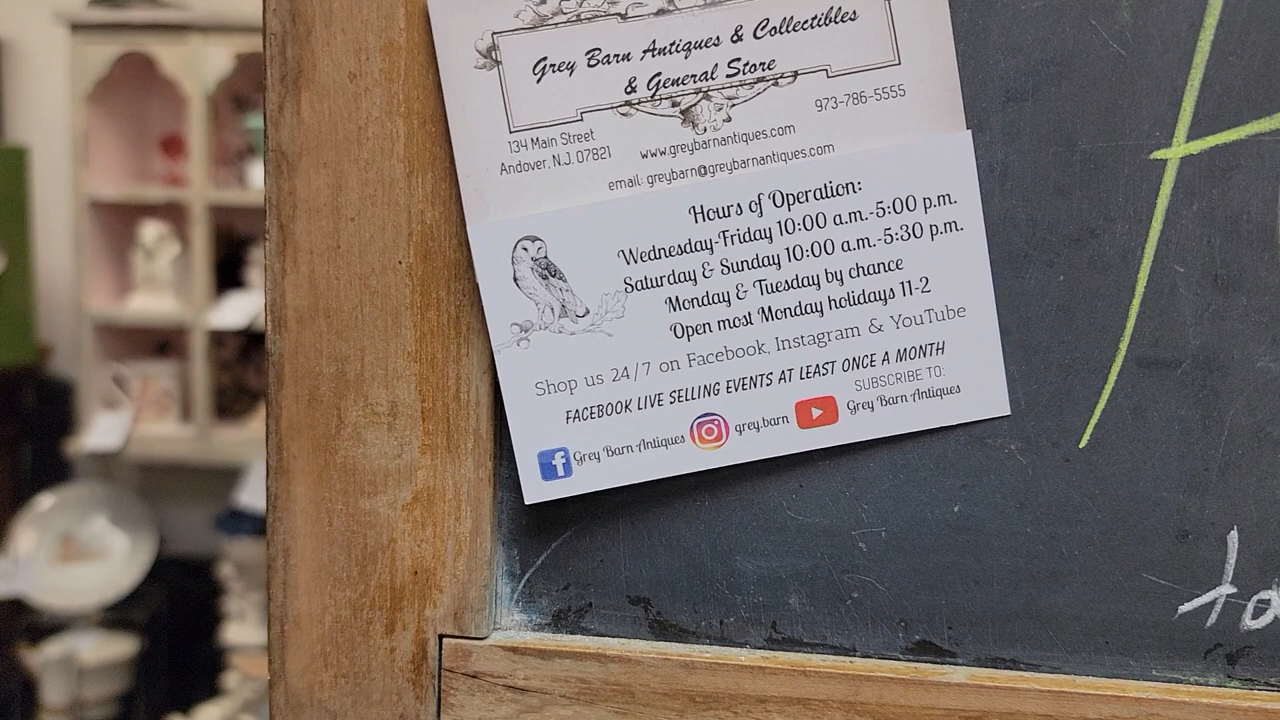 Grey Barn Antiques & Collectibles
& General Store
973-786-5555
134 Main Street
Andover, N.J. 07821
www.greybarnantiques.com
email: greybarn@greybarnantiques.com
Hours of Operation:
Wednesday-Friday 10:00 a.m.-5:00 p.m.
Saturday & Sunday 10:00 a.m.-5:30 p.m.
Monday & Tuesday by chance
Open most Monday holidays 11-2
Shop us 24/7 on Facebook, Instagram & YouTube
FACEBOOK LIVE SELLING EVENTS AT LEAST ONCE A MONTH
f Grey Barn Antiques
grey.barn
SUBSCRIBE TO:
Grey Barn Antiques